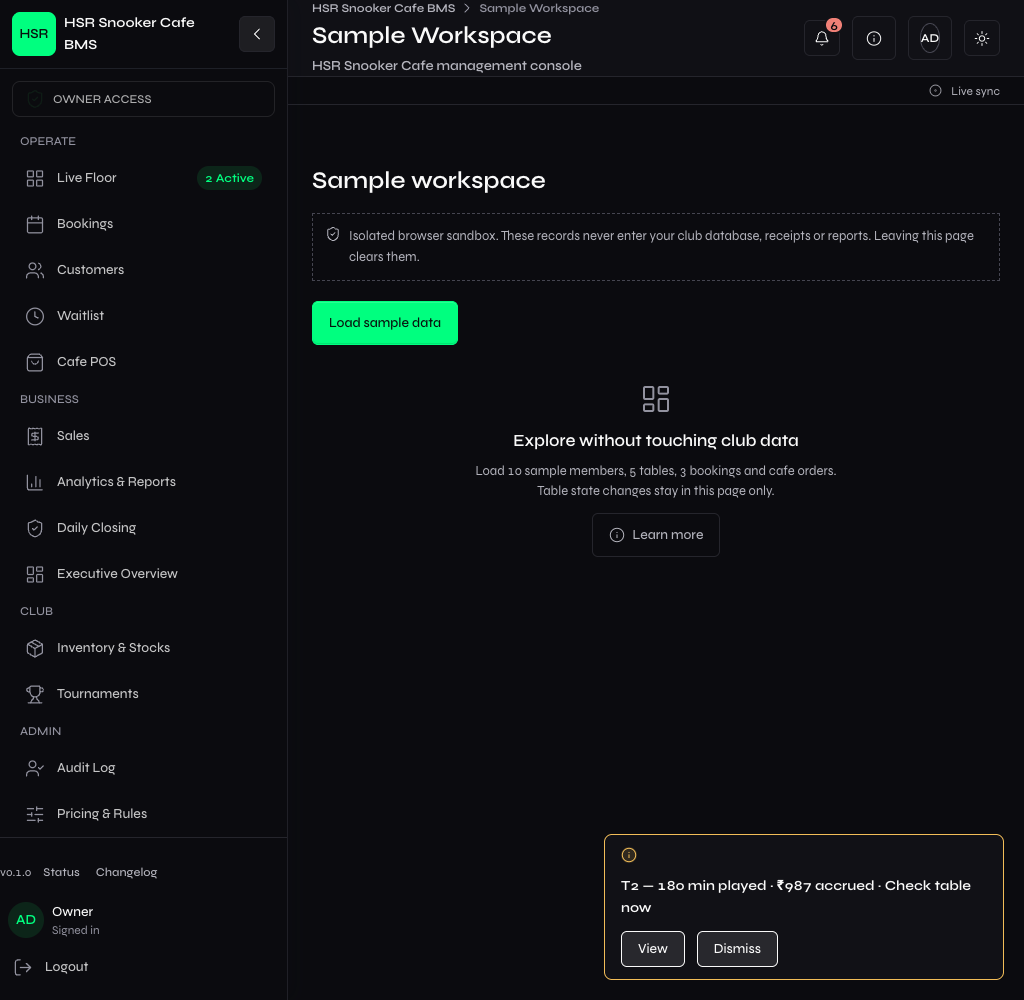 HSR
HSR Snooker Cafe
BMS
OWNER ACCESS
OPERATE
Live Floor
2 Active
Bookings
Customers
Waitlist
Cafe POS
BUSINESS
Sales
Analytics & Reports
Daily Closing
Executive Overview
CLUB
Inventory & Stocks
Tournaments
ADMIN
Audit Log
Pricing & Rules
v0.1.0
Status
Changelog
AD
Owner
Signed in
Logout
HSR Snooker Cafe BMS > Sample Workspace
Sample Workspace
HSR Snooker Cafe management console
6
AD
Live sync
Sample workspace
Isolated browser sandbox. These records never enter your club database, receipts or reports. Leaving this page
clears them.
Load sample data
Explore without touching club data
Load 10 sample members, 5 tables, 3 bookings and cafe orders.
Table state changes stay in this page only.
Learn more
T2 — 180 min played · ₹987 accrued · Check table
now
View
Dismiss